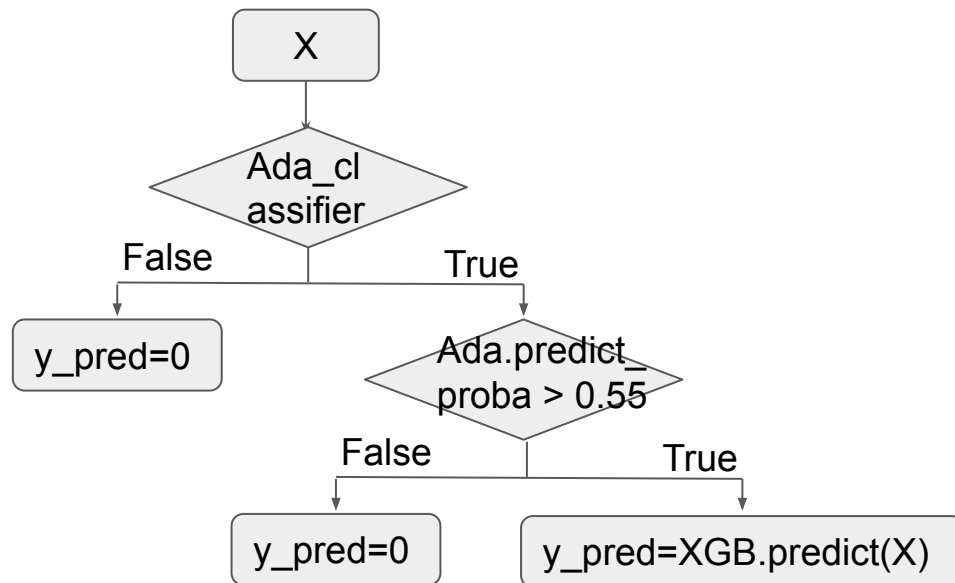 X
Ada_cl
assifier
False
True
y_pred=0
Ada.predict_
proba > 0.55
False
True
y_pred=0
y_pred=XGB.predict(X)